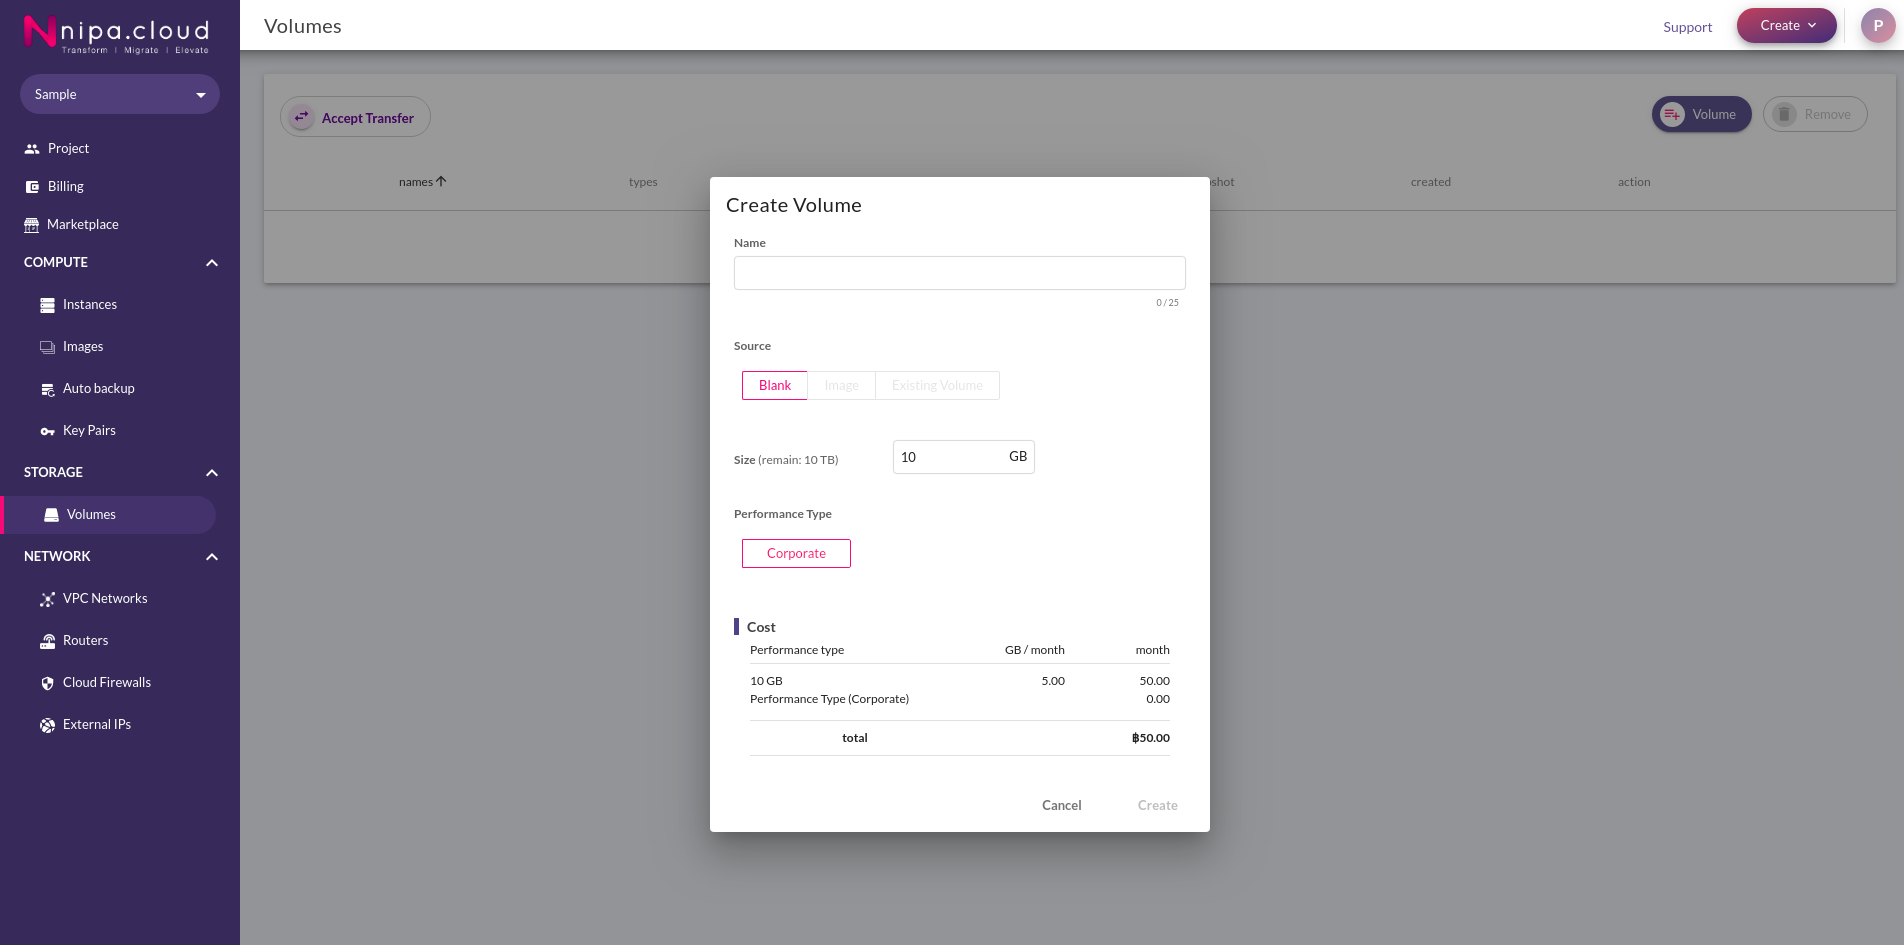 nipa.cloud
Transform | Migrate | Elevate
Sample
Project
Billing
Marketplace
COMPUTE
Instances
Images
Auto backup
Key Pairs
STORAGE
Volumes
NETWORK
VPC Networks
Routers
Cloud Firewalls
External IPs
Volumes
Support
Create
P
Accept Transfer
Volume
Remove
names
types
created
action
Create Volume
Name
0 / 25
Source
Blank Image Existing Volume
Size (remain: 10 TB) 10 GB
Performance Type
Corporate
Cost
Performance type GB / month month
10 GB 5.00 50.00
Performance Type (Corporate) 0.00
total ฿50.00
Cancel Create